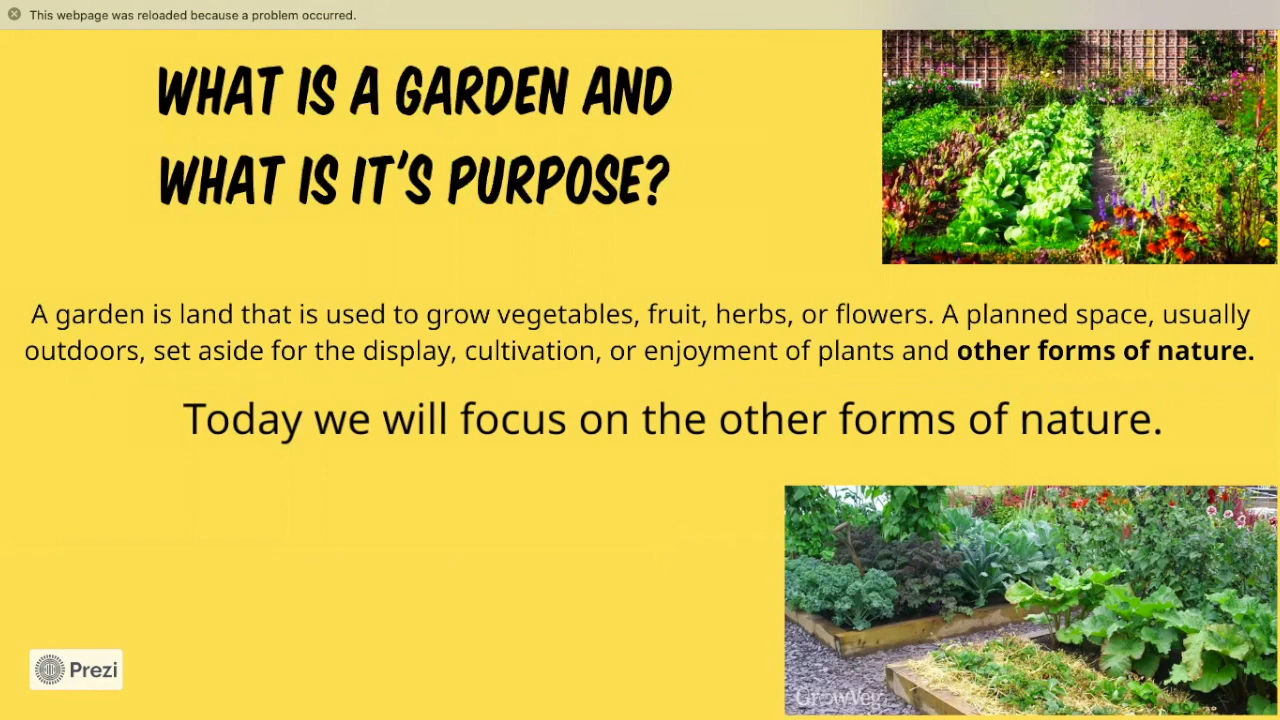 This webpage was reloaded because a problem occurred.
WHAT IS A GARDEN AND
WHAT IS IT'S PURPOSE?
A garden is land that is used to grow vegetables, fruit, herbs, or flowers. A planned space, usually
outdoors, set aside for the display, cultivation, or enjoyment of plants and other forms of nature.
Today we will focus on the other forms of nature.
GrowVeg
Prezi